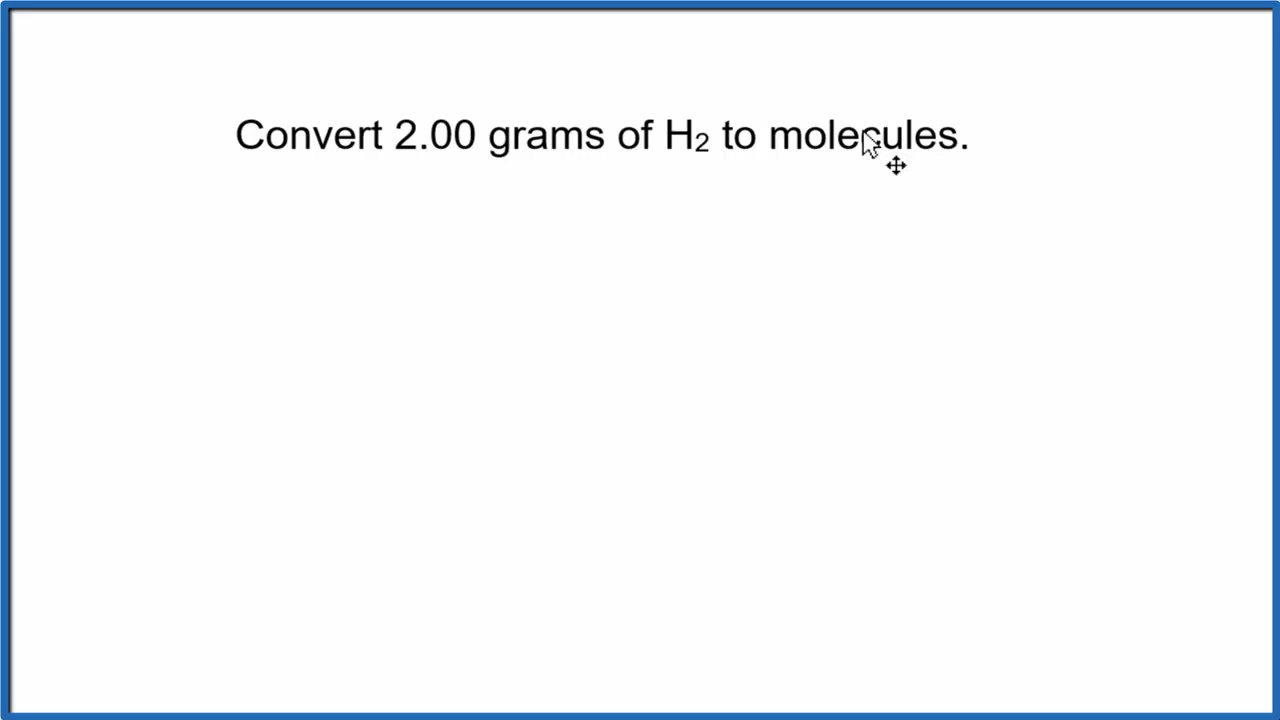 Convert 2.00 grams of H₂ to molecules.